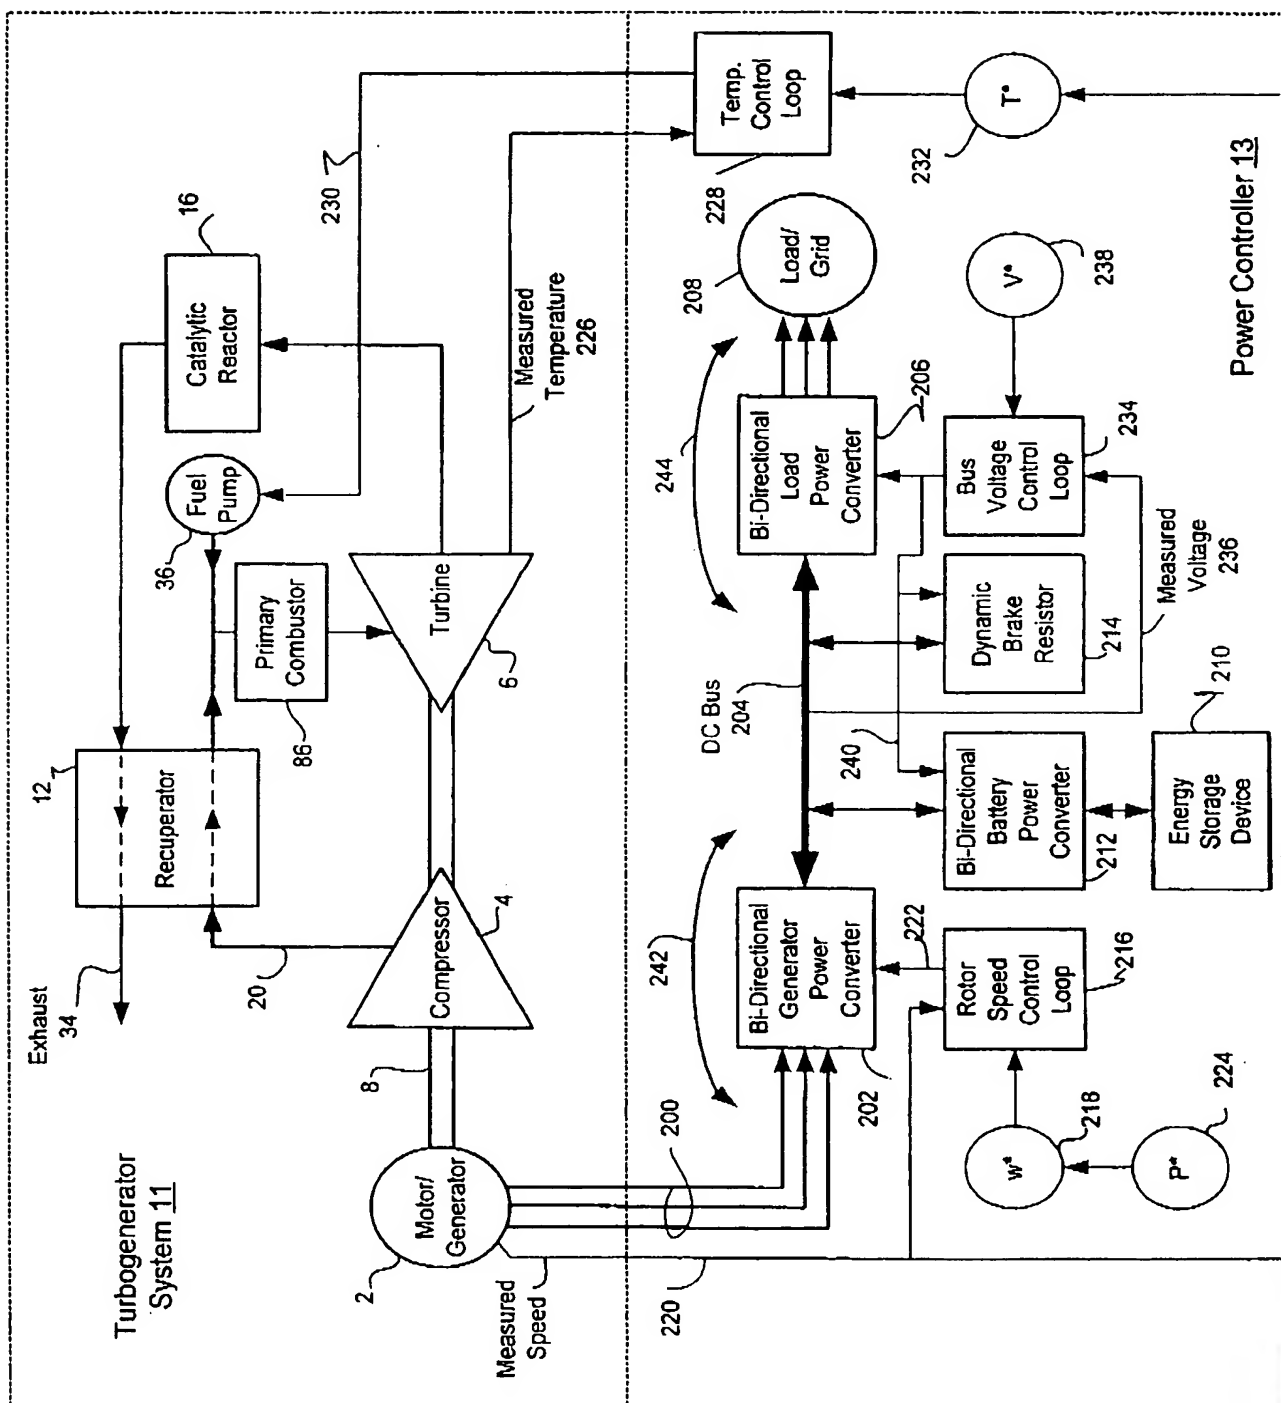 Turbogenerator
System 11
Exhaust
34
12
Recuperator
20
86
Primary
Combustor
36
Fuel
Pump
16
Catalytic
Reactor
230
2
Motor/
Generator
8
Compressor
4
Turbine
6
Measured
Temperature
226
Measured
Speed
220
200
242
Bi-Directional
Generator
Power
Converter
202
DC Bus
204
244
Bi-Directional
Load
Power
Converter
206
208
Load/
Grid
228
Temp.
Control
Loop
232
T*
222
Rotor
Speed
Control
Loop
216
w*
218
P*
224
240
Bi-Directional
Battery
Power
Converter
212
Energy
Storage
Device
210
Dynamic
Brake
Resistor
214
Bus
Voltage
Control
Loop
234
V*
238
Measured
Voltage
236
Power Controller 13